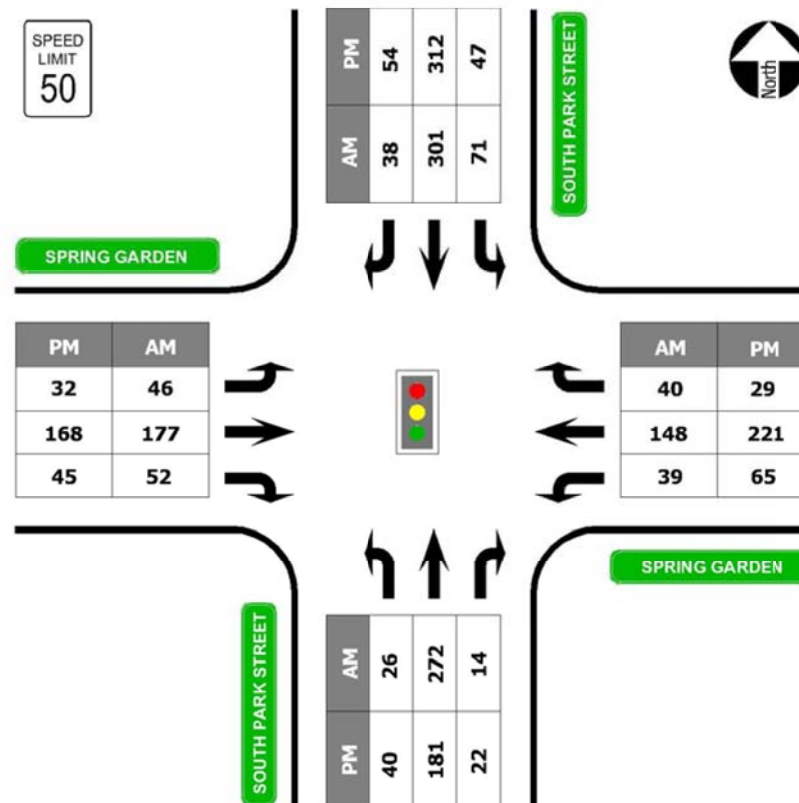 SPEED
LIMIT
50
PM 54 312 47
AM 38 301 71
SOUTH PARK STREET
North
SPRING GARDEN
PM AM
32 46
168 177
45 52
AM PM
40 29
148 221
39 65
SPRING GARDEN
SOUTH PARK STREET
AM 26 272 14
PM 40 181 22